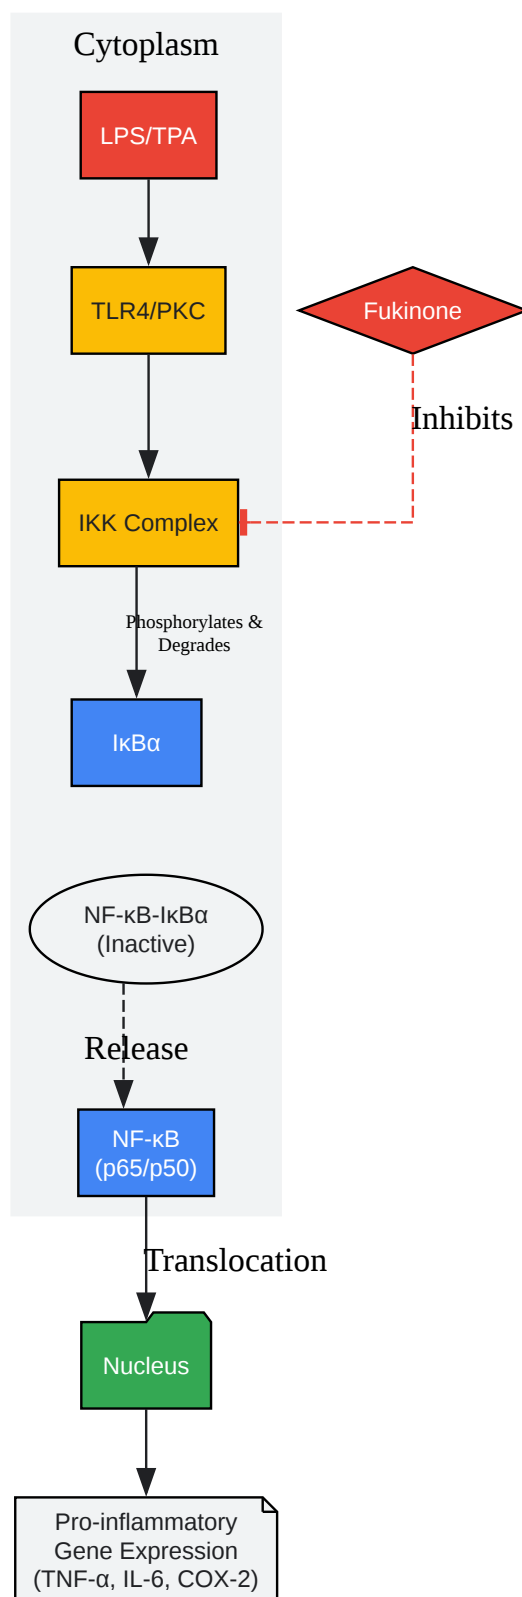 Cytoplasm
LPS/TPA
TLR4/PKC
Fukinone
Inhibits
IKK Complex
Phosphorylates &
Degrades
IκBα
NF-κB-IκBα
(Inactive)
Release
NF-κB
(p65/p50)
Translocation
Nucleus
Pro-inflammatory
Gene Expression
(TNF-α, IL-6, COX-2)